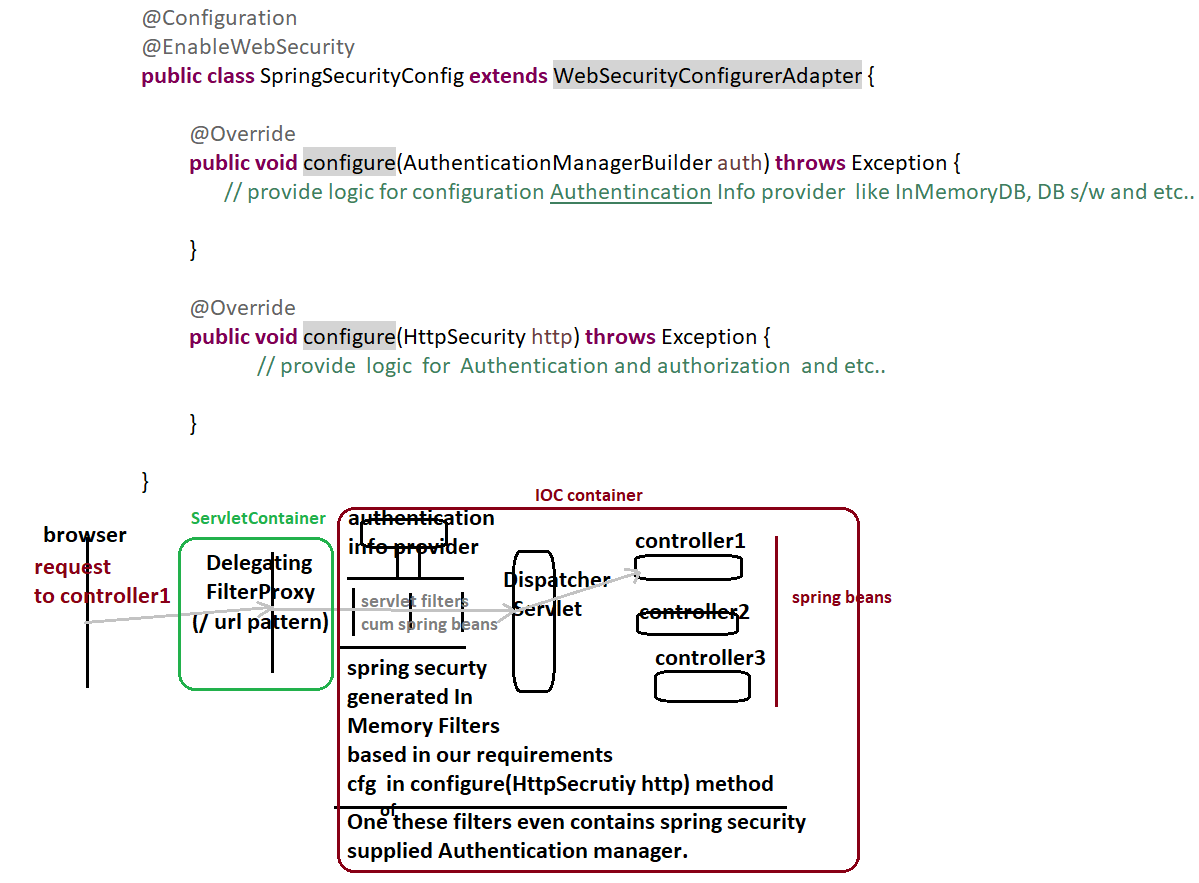 @Configuration
@EnableWebSecurity
public class SpringSecurityConfig extends WebSecurityConfigurerAdapter {
@Override
public void configure(AuthenticationManagerBuilder auth) throws Exception {
// provide logic for configuration Authentincation Info provider like InMemoryDB, DB s/w and etc..
}
@Override
public void configure(HttpSecurity http) throws Exception {
// provide logic for Authentication and authorization and etc..
}
}
IOC container
ServletContainer
browser
request
to controller1
Delegating
FilterProxy
(/ url pattern)
authentication
info provider
servlet filters
cum spring beans
Dispatcher
Servlet
controller1
controller2
controller3
spring beans
spring securty
generated In
Memory Filters
based in our requirements
cfg in configure(HttpSecrutiy http) method
of
One these filters even contains spring security
supplied Authentication manager.